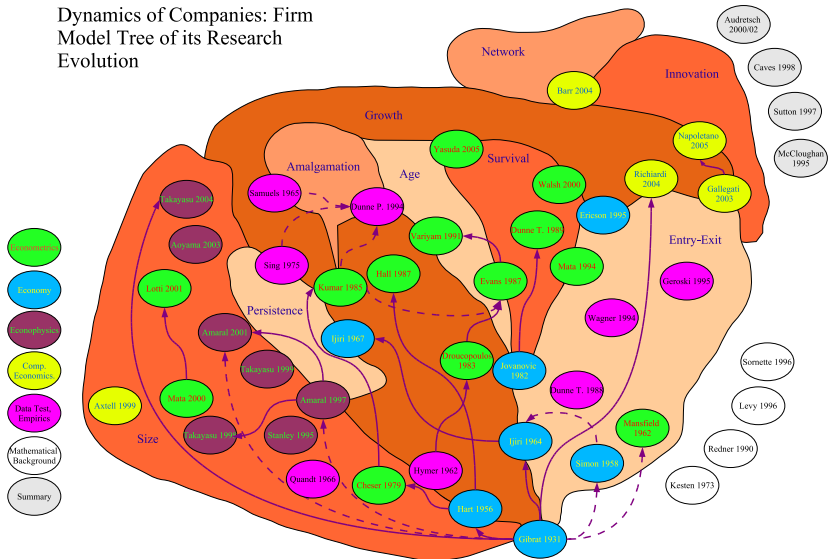 Dynamics of Companies: Firm
Model Tree of its Research
Evolution
Audretsch
2000/02
Network
Caves 1998
Innovation
Barr 2004
Sutton 1997
Growth
Napoletano
2005
Yasuda 2005
McCloughan
1995
Survival
Amalgamation
Age
Walsh 2000
Richiardi
2004
Gallegati
2003
Samuels 1965
Takayasu 2004
Dunne P. 1994
Ericson 1995
Variyam 1991
Dunne T. 1989
Entry-Exit
Econometrics
Aoyama 2003
Sing 1975
Mata 1994
Hall 1987
Evans 1987
Geroski 1995
Lotti 2001
Kumar 1985
Economy
Persistence
Wagner 1994
Amaral 2001
Ijiri 1967
Econophysics
Droucopoulos
1983
Sornette 1996
Takayasu 1999
Jovanovic
1982
Comp.
Economics.
Dunne T. 1988
Mata 2000
Amaral 1997
Axtell 1999
Levy 1996
Data Test,
Empirics
Mansfield
1962
Takayasu 1995
Stanley 1995
Size
Ijiri 1964
Redner 1990
Mathematical
Background
Simon 1958
Hymer 1962
Quandt 1966
Cheser 1979
Kesten 1973
Summary
Hart 1956
Gibrat 1931